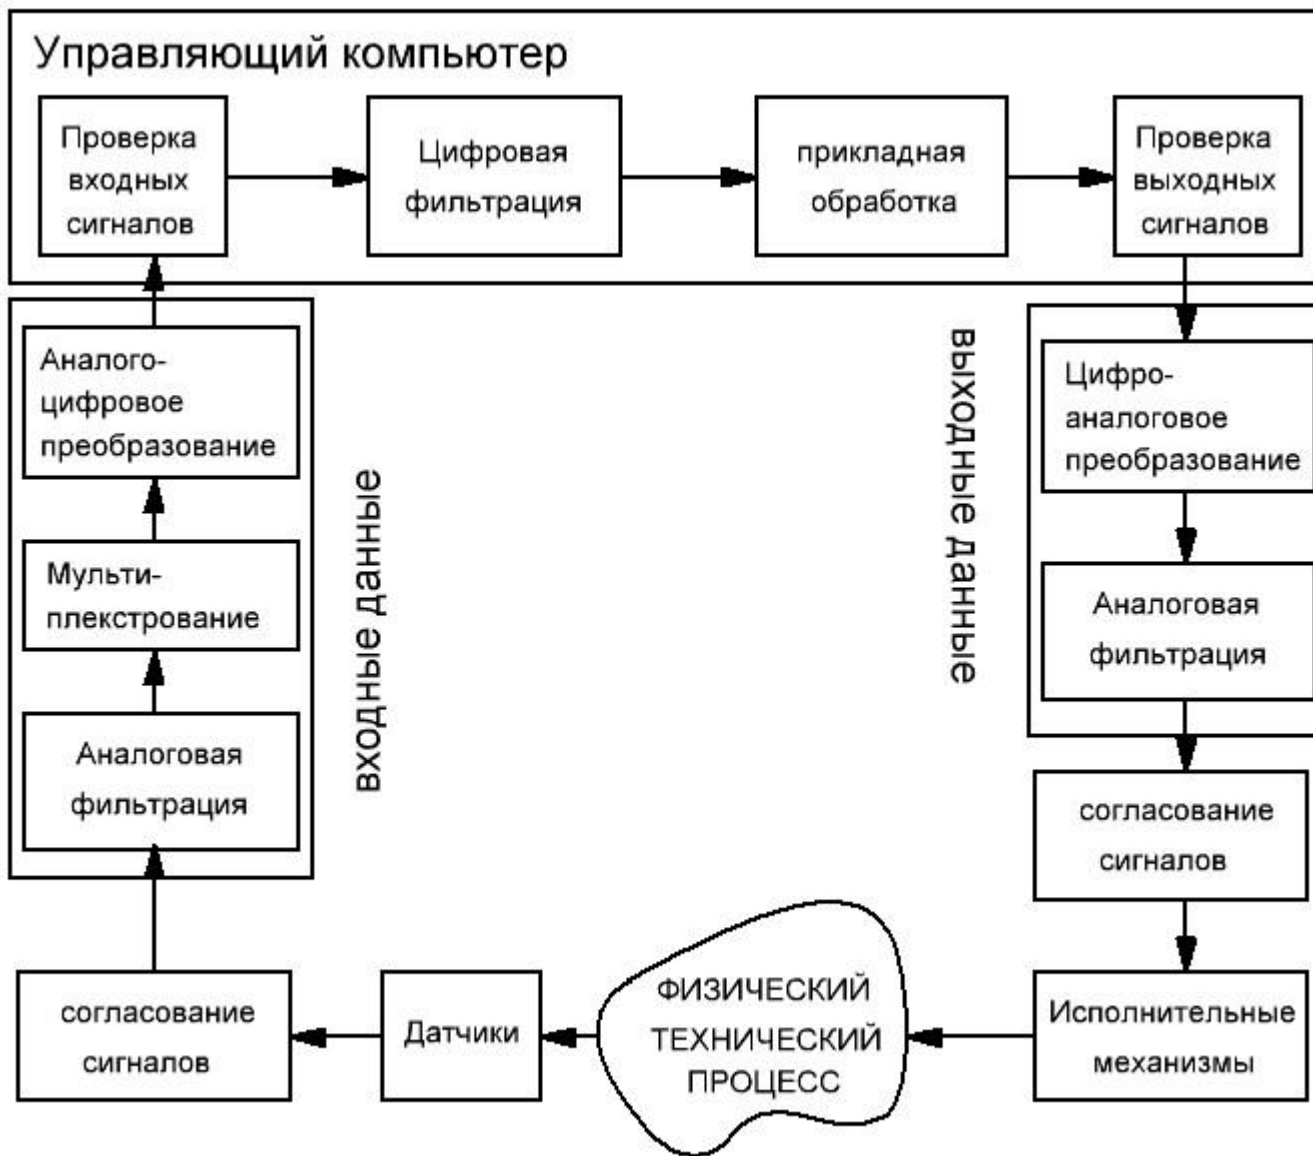 Управляющий компьютер
Проверка
входных
сигналов
Цифровая
фильтрация
прикладная
обработка
Проверка
выходных
сигналов
Аналого-
цифровое
преобразование
Мульти-
плекстрование
Аналоговая
фильтрация
входные данные
выходные данные
Цифро-
аналоговое
преобразование
Аналоговая
фильтрация
согласование
сигналов
согласование
сигналов
Датчики
ФИЗИЧЕСКИЙ
ТЕХНИЧЕСКИЙ
ПРОЦЕСС
Исполнительные
механизмы